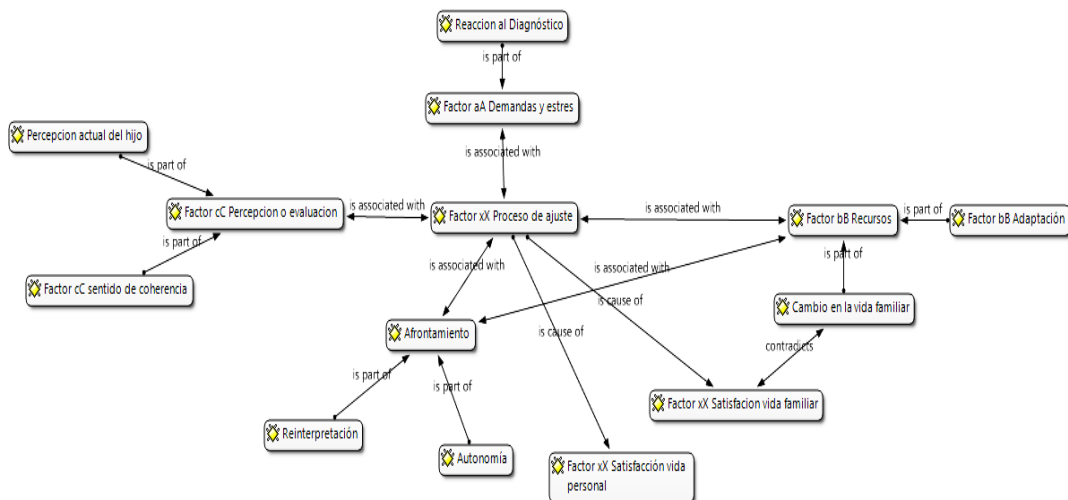 Reaccion al Diagnóstico
is part of
Factor aA Demandas y estres
Percepcion actual del hijo
is associated with
is part of
Factor cC Percepcion o evaluacion
is associated with
Factor xX Proceso de ajuste
is associated with
Factor bB Recursos
is part of
Factor bB Adaptación
is part of
is associated with
is associated with
is part of
Factor cC sentido de coherencia
is cause of
Cambio en la vida familiar
Afrontamiento
is cause of
contradicts
is part of
is part of
Factor xX Satisfacion vida familiar
Reinterpretación
Autonomía
Factor xX Satisfacción vida
personal